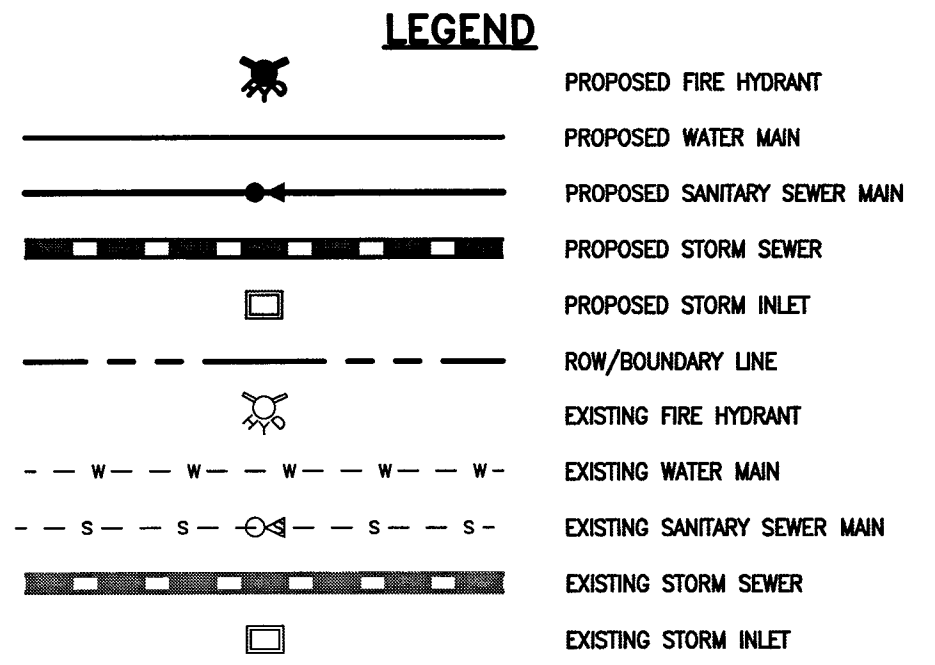 LEGEND
HYD PROPOSED FIRE HYDRANT
PROPOSED WATER MAIN
PROPOSED SANITARY SEWER MAIN
PROPOSED STORM SEWER
PROPOSED STORM INLET
ROW/BOUNDARY LINE
HYD EXISTING FIRE HYDRANT
W W W W W EXISTING WATER MAIN
S S S S S EXISTING SANITARY SEWER MAIN
EXISTING STORM SEWER
EXISTING STORM INLET